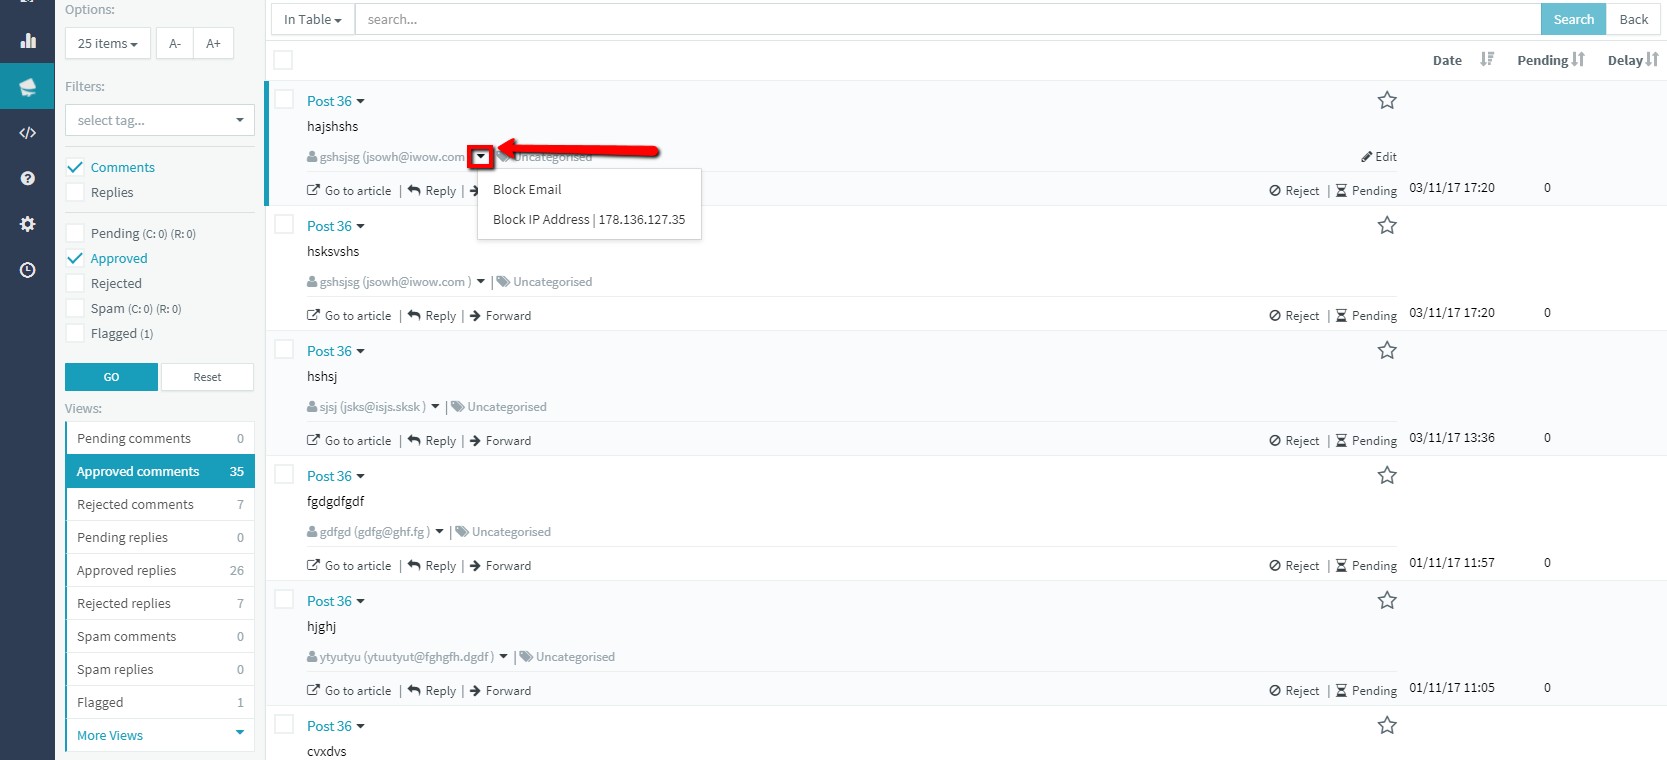 Options:
25 items
A-
A+
Filters:
select tag...
Comments
Replies
Pending (C: 0) (R: 0)
Approved
Rejected
Spam (C: 0) (R: 0)
Flagged (1)
GO
Reset
Views:
Pending comments 0
Approved comments 35
Rejected comments 7
Pending replies 0
Approved replies 26
Rejected replies 7
Spam comments 0
Spam replies 0
Flagged 1
More Views
In Table
search...
Search
Back
Date Pending Delay
Post 36
hajshshs
gshsjsg (jsowh@iwow.com Uncategorised
Edit
Go to article | Reply |
Reject | Pending 03/11/17 17:20 0
Block Email
Block IP Address | 178.136.127.35
Post 36
hsksvshs
gshsjsg (jsowh@iwow.com ) | Uncategorised
Go to article | Reply | Forward
Reject | Pending 03/11/17 17:20 0
Post 36
hshsj
sjsj (jsks@isjs.sksk ) | Uncategorised
Go to article | Reply | Forward
Reject | Pending 03/11/17 13:36 0
Post 36
fgdgdfgdf
gdfgd (gdfg@ghf.fg ) | Uncategorised
Go to article | Reply | Forward
Reject | Pending 01/11/17 11:57 0
Post 36
hjghj
ytyutyu (ytuutyut@fghgfh.dgdf ) | Uncategorised
Go to article | Reply | Forward
Reject | Pending 01/11/17 11:05 0
Post 36
cvxdvs